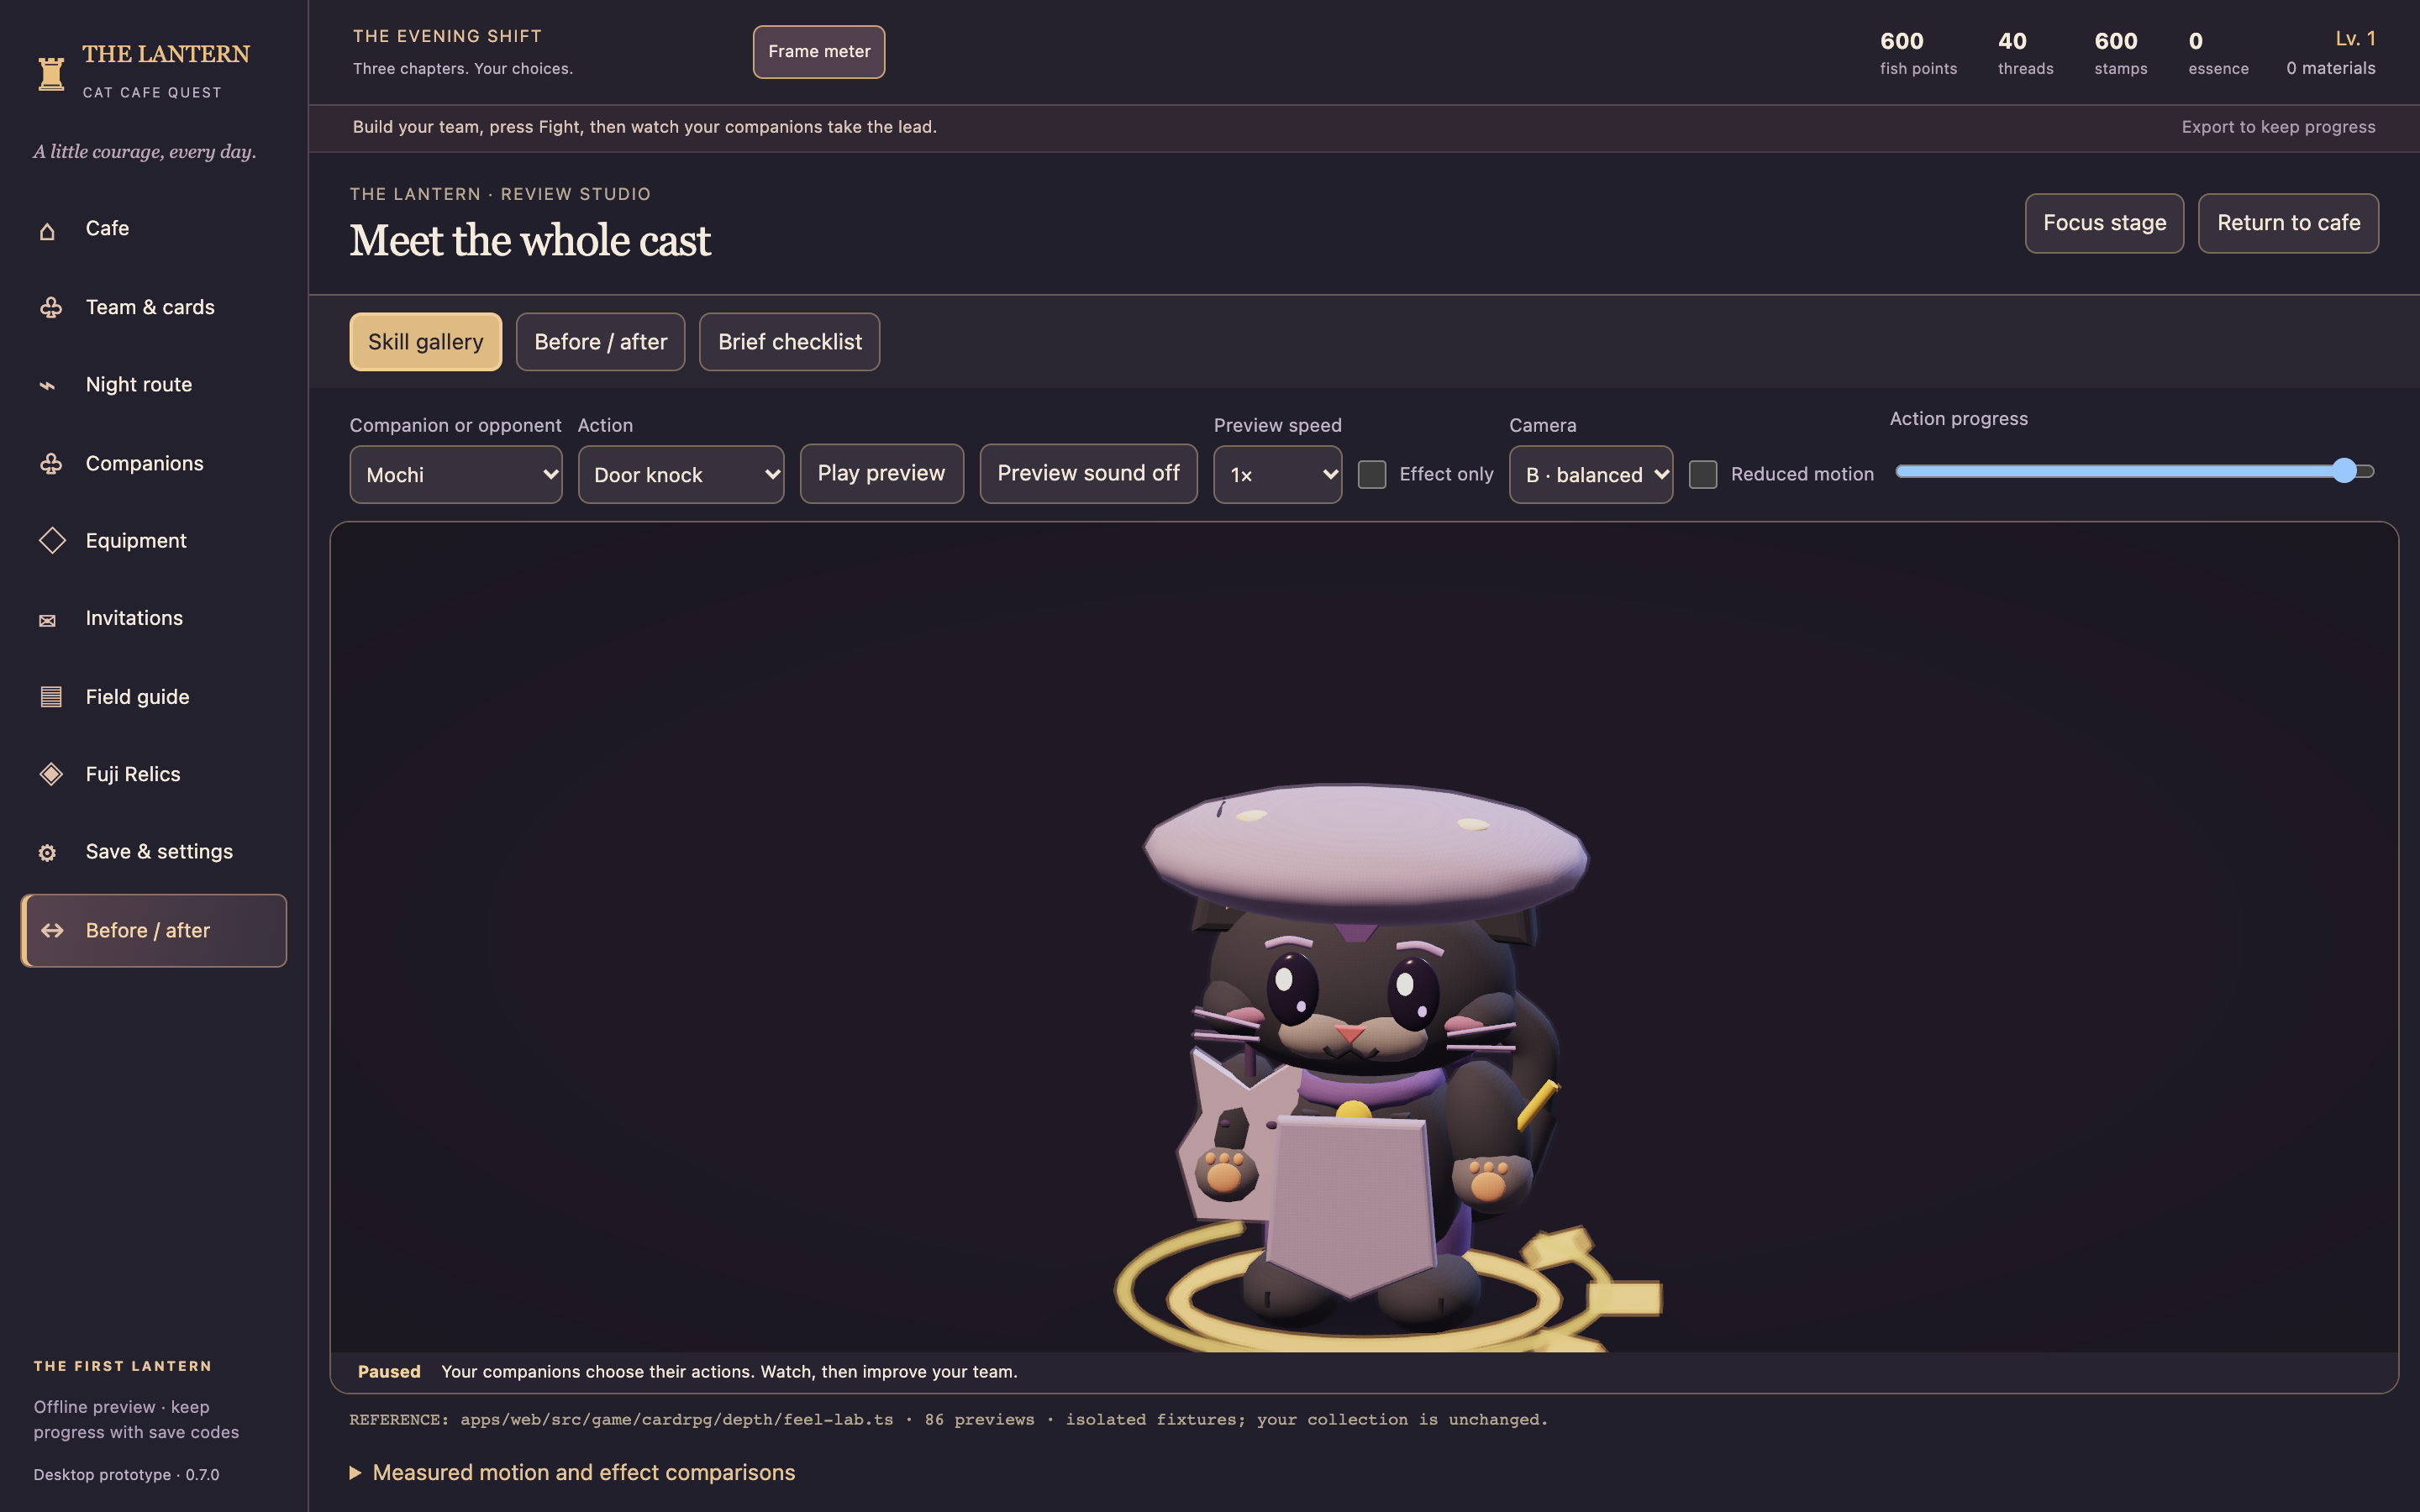 THE LANTERN
CAT CAFE QUEST
A little courage, every day.
Cafe
Team & cards
Night route
Companions
Equipment
Invitations
Field guide
Fuji Relics
Save & settings
Before / after
THE FIRST LANTERN
Offline preview · keep
progress with save codes
Desktop prototype · 0.7.0
THE EVENING SHIFT
Three chapters. Your choices.
Frame meter
600
fish points
40
threads
600
stamps
0
essence
Lv. 1
0 materials
Build your team, press Fight, then watch your companions take the lead.
Export to keep progress
THE LANTERN · REVIEW STUDIO
Meet the whole cast
Focus stage
Return to cafe
Skill gallery
Before / after
Brief checklist
Companion or opponent
Mochi
Action
Door knock
Play preview
Preview sound off
Preview speed
1×
Effect only
Camera
B · balanced
Reduced motion
Action progress
Paused Your companions choose their actions. Watch, then improve your team.
REFERENCE: apps/web/src/game/cardrpg/depth/feel-lab.ts · 86 previews · isolated fixtures; your collection is unchanged.
Measured motion and effect comparisons